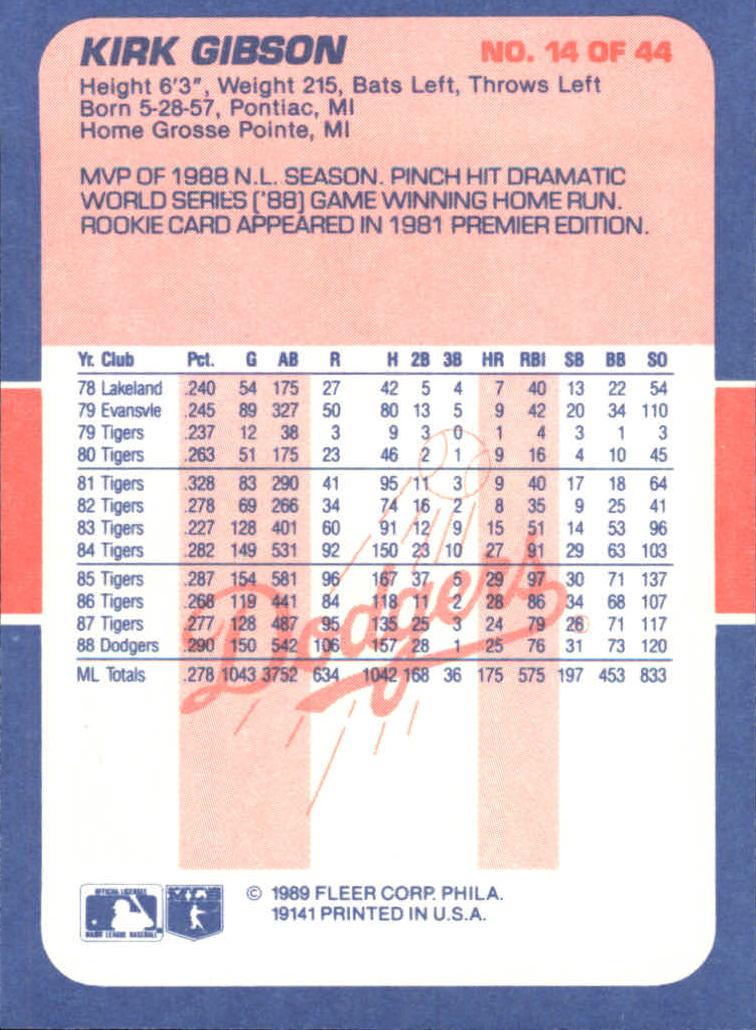 KIRK GIBSON NO. 14 OF 44
Height 6'3", Weight 215, Bats Left, Throws Left
Born 5-28-57, Pontiac, MI
Home Grosse Pointe, MI
MVP OF 1988 N.L. SEASON. PINCH HIT DRAMATIC
WORLD SERIES ('88) GAME WINNING HOME RUN.
ROOKIE CARD APPEARED IN 1981 PREMIER EDITION.
Yr. Club Pct. G AB R H 2B 3B HR RBI SB BB SO
78 Lakeland .240 54 175 27 42 5 4 7 40 13 22 54
79 Evansvle .245 89 327 50 80 13 5 9 42 20 34 110
79 Tigers .237 12 38 3 9 3 0 1 4 3 1 3
80 Tigers .263 51 175 23 46 2 1 9 16 4 10 45
81 Tigers .328 83 290 41 95 11 3 9 40 17 18 64
82 Tigers .278 69 266 34 74 16 2 8 35 9 25 41
83 Tigers .227 128 401 60 91 12 9 15 51 14 53 96
84 Tigers .282 149 531 92 150 23 10 27 91 29 63 103
85 Tigers .287 154 581 96 167 37 5 29 97 30 71 137
86 Tigers .268 119 441 84 118 11 2 28 86 34 68 107
87 Tigers .277 128 487 95 135 25 3 24 79 26 71 117
88 Dodgers .290 150 542 106 157 28 1 25 76 31 73 120
ML Totals .278 1043 3752 634 1042 168 36 175 575 197 453 833
Dodgers ®
OFFICIAL LICENSEE
MAJOR LEAGUE BASEBALL
© 1989 FLEER CORP. PHILA.
19141 PRINTED IN U.S.A.